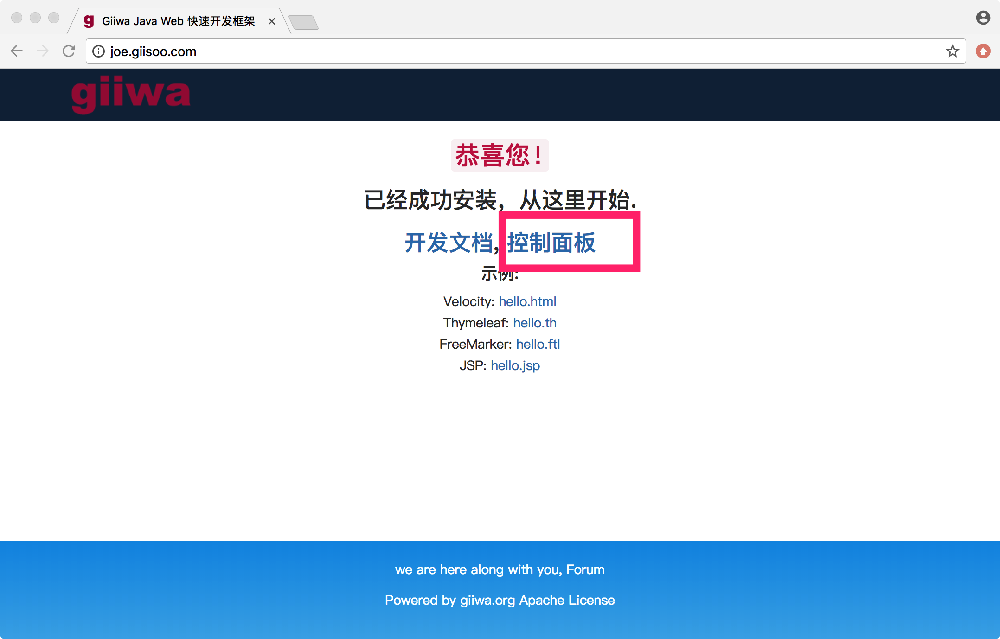 g Giiwa Java Web 快速开发框架
joe.giisoo.com
giiwa
恭喜您!
已经成功安装，从这里开始.
开发文档, 控制面板
示例:
Velocity: hello.html
Thymeleaf: hello.th
FreeMarker: hello.ftl
JSP: hello.jsp
we are here along with you, Forum
Powered by giiwa.org Apache License